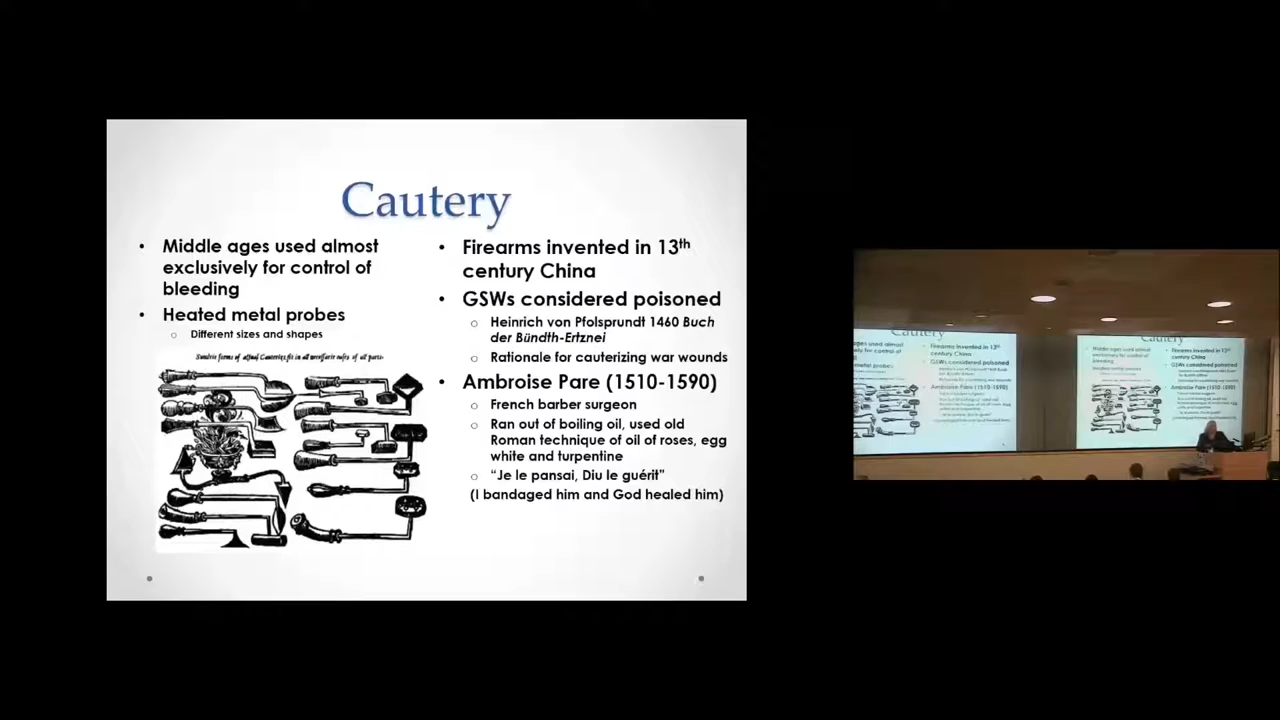 Cautery
• Middle ages used almost
exclusively for control of
bleeding
• Heated metal probes
○ Different sizes and shapes
• Firearms invented in 13th
century China
• GSWs considered poisoned
○ Heinrich von Pfolsprundt 1460 Buch
der Bündth-Ertznei
○ Rationale for cauterizing war wounds
• Ambroise Pare (1510-1590)
○ French barber surgeon
○ Ran out of boiling oil, used old
Roman technique of oil of roses, egg
white and turpentine
○ “Je le pansai, Diu le guérit”
(I bandaged him and God healed him)